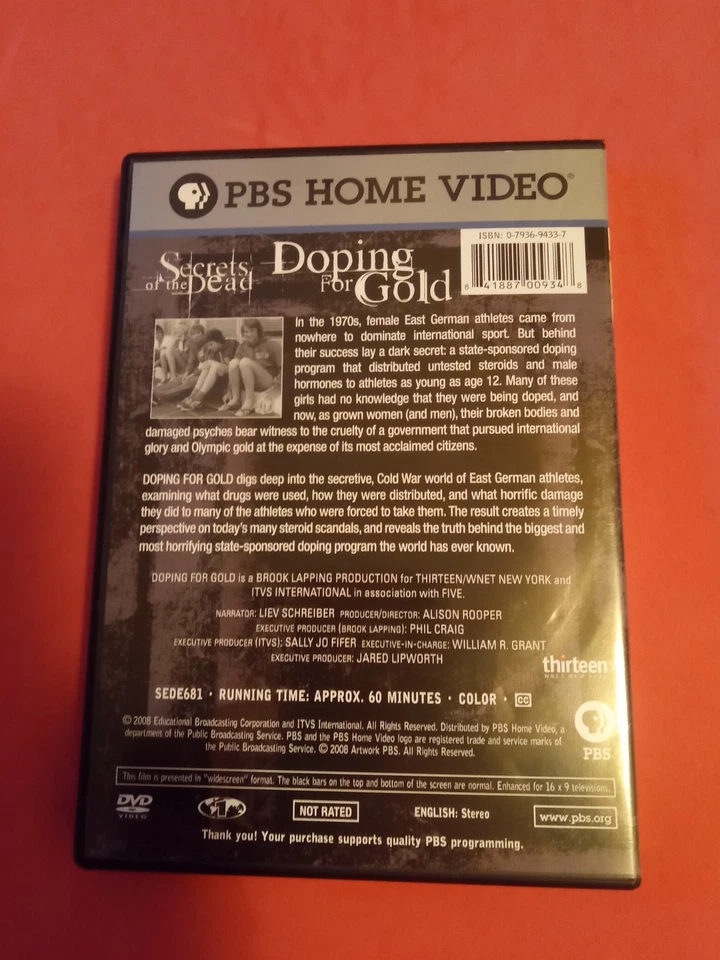 PBS HOME VIDEO®
ISBN: 0-7936-9433-7
Secrets
of the Dead
Doping
For
Gold
6 41887 00934 8
In the 1970s, female East German athletes came from
nowhere to dominate international sport. But behind
their success lay a dark secret: a state-sponsored doping
program that distributed untested steroids and male
hormones to athletes as young as age 12. Many of these
girls had no knowledge that they were being doped, and
now, as grown women (and men), their broken bodies and
damaged psyches bear witness to the cruelty of a government that pursued international
glory and Olympic gold at the expense of its most acclaimed citizens.
DOPING FOR GOLD digs deep into the secretive, Cold War world of East German athletes,
examining what drugs were used, how they were distributed, and what horrific damage
they did to many of the athletes who were forced to take them. The result creates a timely
perspective on today's many steroid scandals, and reveals the truth behind the biggest and
most horrifying state-sponsored doping program the world has ever known.
DOPING FOR GOLD is a BROOK LAPPING PRODUCTION for THIRTEEN/WNET NEW YORK and
ITVS INTERNATIONAL in association with FIVE.
NARRATOR: LIEV SCHREIBER PRODUCER/DIRECTOR: ALISON ROOPER
EXECUTIVE PRODUCER (BROOK LAPPING): PHIL CRAIG
EXECUTIVE PRODUCER (ITVS): SALLY JO FIFER EXECUTIVE-IN-CHARGE: WILLIAM R. GRANT
EXECUTIVE PRODUCER: JARED LIPWORTH
thirteen
SEDE681 • RUNNING TIME: APPROX. 60 MINUTES • COLOR • CC
© 2008 Educational Broadcasting Corporation and ITVS International. All Rights Reserved. Distributed by PBS Home Video, a
department of the Public Broadcasting Service. PBS and the PBS Home Video logo are registered trade and service marks of
the Public Broadcasting Service. © 2008 Artwork PBS. All Rights Reserved.
PBS
This film is presented in "widescreen" format. The black bars on the top and bottom of the screen are normal. Enhanced for 16 x 9 televisions.
DVD
VIDEO
1
NOT RATED
ENGLISH: Stereo
www.pbs.org
Thank you! Your purchase supports quality PBS programming.